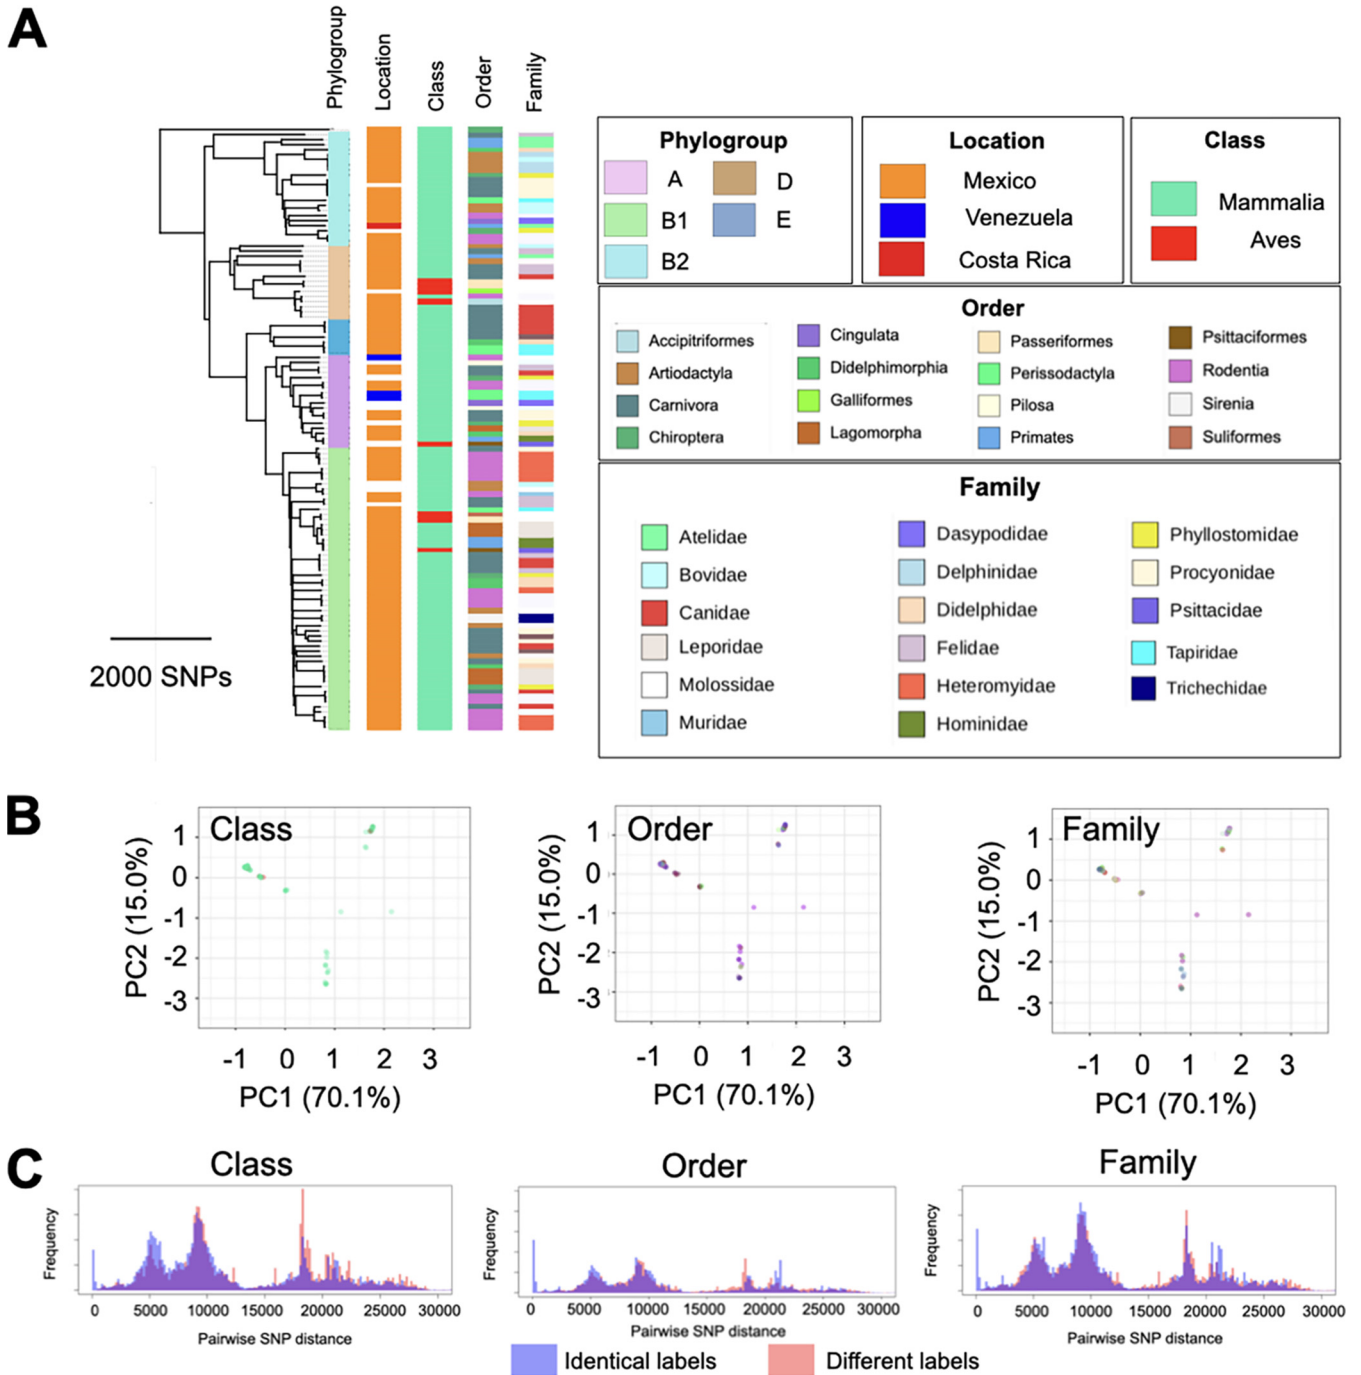 A
Phylogroup
Location
Class
Order
Family
2000 SNPs
Phylogroup
A
D
B1
E
B2
Location
Mexico
Venezuela
Costa Rica
Class
Mammalia
Aves
Order
Accipitriformes
Cingulata
Passeriformes
Psittaciformes
Artiodactyla
Didelphimorphia
Perissodactyla
Rodentia
Carnivora
Galliformes
Pilosa
Sirenia
Chiroptera
Lagomorpha
Primates
Suliformes
Family
Atelidae
Dasypodidae
Phyllostomidae
Bovidae
Delphinidae
Procyonidae
Canidae
Didelphidae
Psittacidae
Leporidae
Felidae
Tapiridae
Molossidae
Heteromyidae
Trichechidae
Muridae
Hominidae
B
Class
PC2 (15.0%)
1
0
-1
-2
-3
-1 0 1 2 3
PC1 (70.1%)
Order
PC2 (15.0%)
1
0
-1
-2
-3
-1 0 1 2 3
PC1 (70.1%)
Family
PC2 (15.0%)
1
0
-1
-2
-3
-1 0 1 2 3
PC1 (70.1%)
C
Class
Frequency
0 5000 10000 15000 20000 25000 30000
Pairwise SNP distance
Order
Frequency
0 5000 10000 15000 20000 25000 30000
Pairwise SNP distance
Family
Frequency
0 5000 10000 15000 20000 25000 30000
Pairwise SNP distance
Identical labels
Different labels